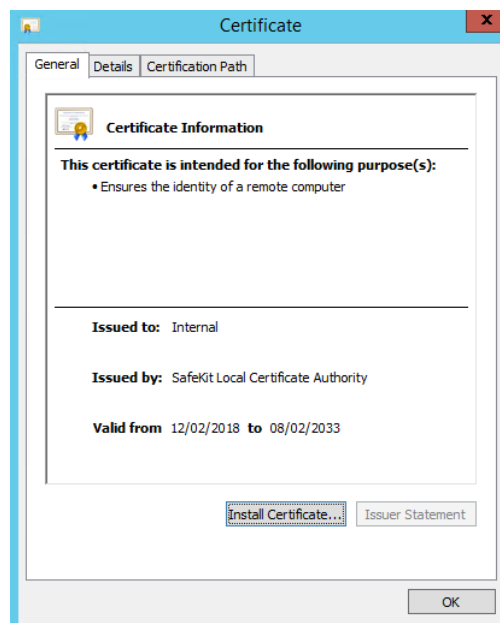 Certificate
x
General Details Certification Path
Certificate Information
This certificate is intended for the following purpose(s):
• Ensures the identity of a remote computer
Issued to: Internal
Issued by: SafeKit Local Certificate Authority
Valid from 12/02/2018 to 08/02/2033
Install Certificate... Issuer Statement
OK